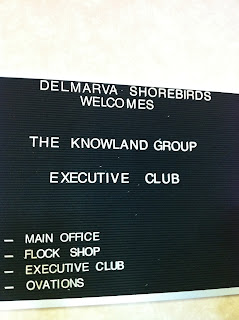 DELMARVA SHOREBIRDS
WELCOMES
THE KNOWLAND GROUP
EXECUTIVE CLUB
– MAIN OFFICE
– FLOCK SHOP
– EXECUTIVE CLUB
– OVATIONS